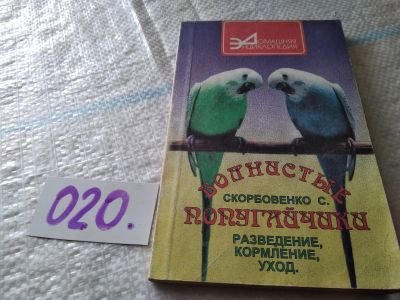 ДОМАШНЯЯ
ЭНЦИКЛОПЕДИЯ
ВОЛНИСТЫЕ
СКОРБОВЕНКО С.
ПОПУГАЙЧИКИ
РАЗВЕДЕНИЕ,
КОРМЛЕНИЕ,
УХОД.
020.